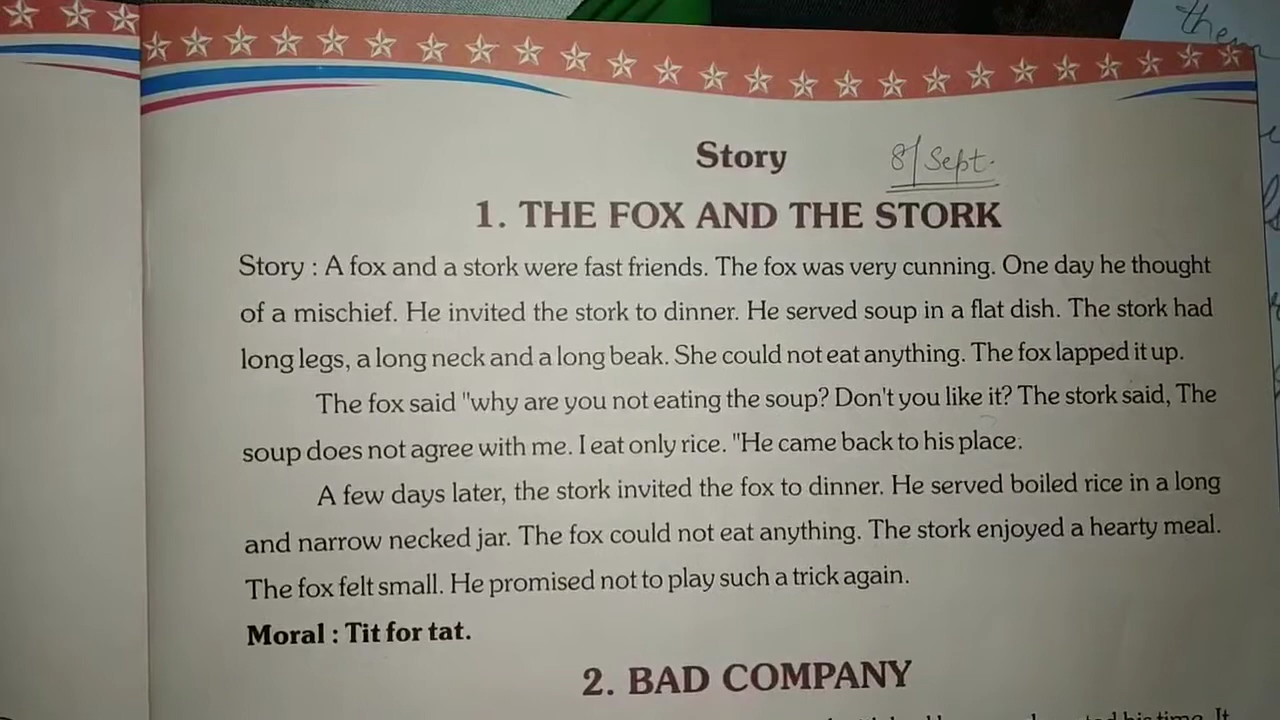 them
Story 8/Sept.
1. THE FOX AND THE STORK
Story : A fox and a stork were fast friends. The fox was very cunning. One day he thought
of a mischief. He invited the stork to dinner. He served soup in a flat dish. The stork had
long legs, a long neck and a long beak. She could not eat anything. The fox lapped it up.
The fox said "why are you not eating the soup? Don't you like it? The stork said, The
soup does not agree with me. I eat only rice. "He came back to his place.
A few days later, the stork invited the fox to dinner. He served boiled rice in a long
and narrow necked jar. The fox could not eat anything. The stork enjoyed a hearty meal.
The fox felt small. He promised not to play such a trick again.
Moral : Tit for tat.
2. BAD COMPANY
his time. It